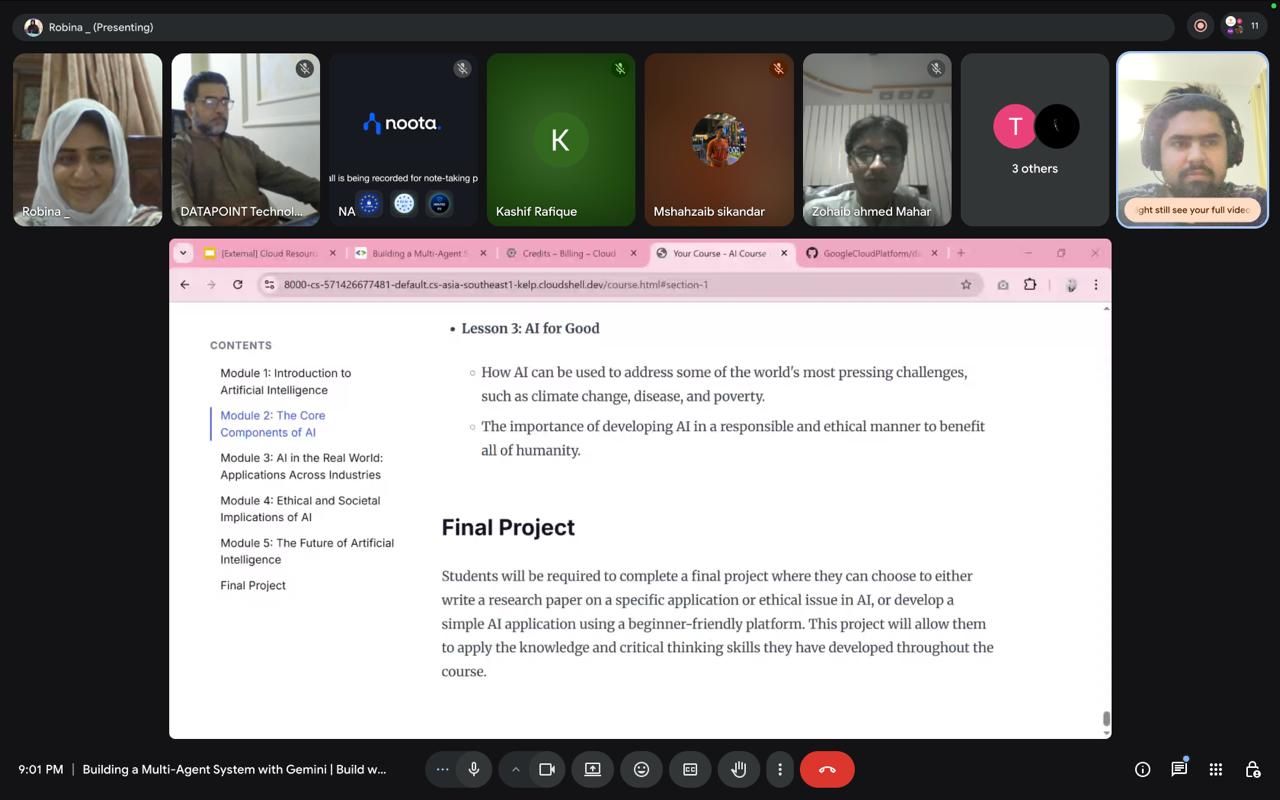 Robina _ (Presenting)
11
noota.
all is being recorded for note-taking p
K
T
3 others
ight still see your full video
Robina _
DATAPOINT Technol...
NA
Kashif Rafique
Mshahzaib sikandar
Zohaib ahmed Mahar
[External] Cloud Resourc
Building a Multi-Agent S
Credits – Billing – Cloud
Your Course - AI Course
GoogleCloudPlatform/de
8000-cs-571426677481-default.cs-asia-southeast1-kelp.cloudshell.dev/course.html#section-1
CONTENTS
Module 1: Introduction to
Artificial Intelligence
Module 2: The Core
Components of AI
Module 3: AI in the Real World:
Applications Across Industries
Module 4: Ethical and Societal
Implications of AI
Module 5: The Future of Artificial
Intelligence
Final Project
• Lesson 3: AI for Good
○ How AI can be used to address some of the world's most pressing challenges,
such as climate change, disease, and poverty.
○ The importance of developing AI in a responsible and ethical manner to benefit
all of humanity.
Final Project
Students will be required to complete a final project where they can choose to either
write a research paper on a specific application or ethical issue in AI, or develop a
simple AI application using a beginner-friendly platform. This project will allow them
to apply the knowledge and critical thinking skills they have developed throughout the
course.
9:01 PM | Building a Multi-Agent System with Gemini | Build w...
CC